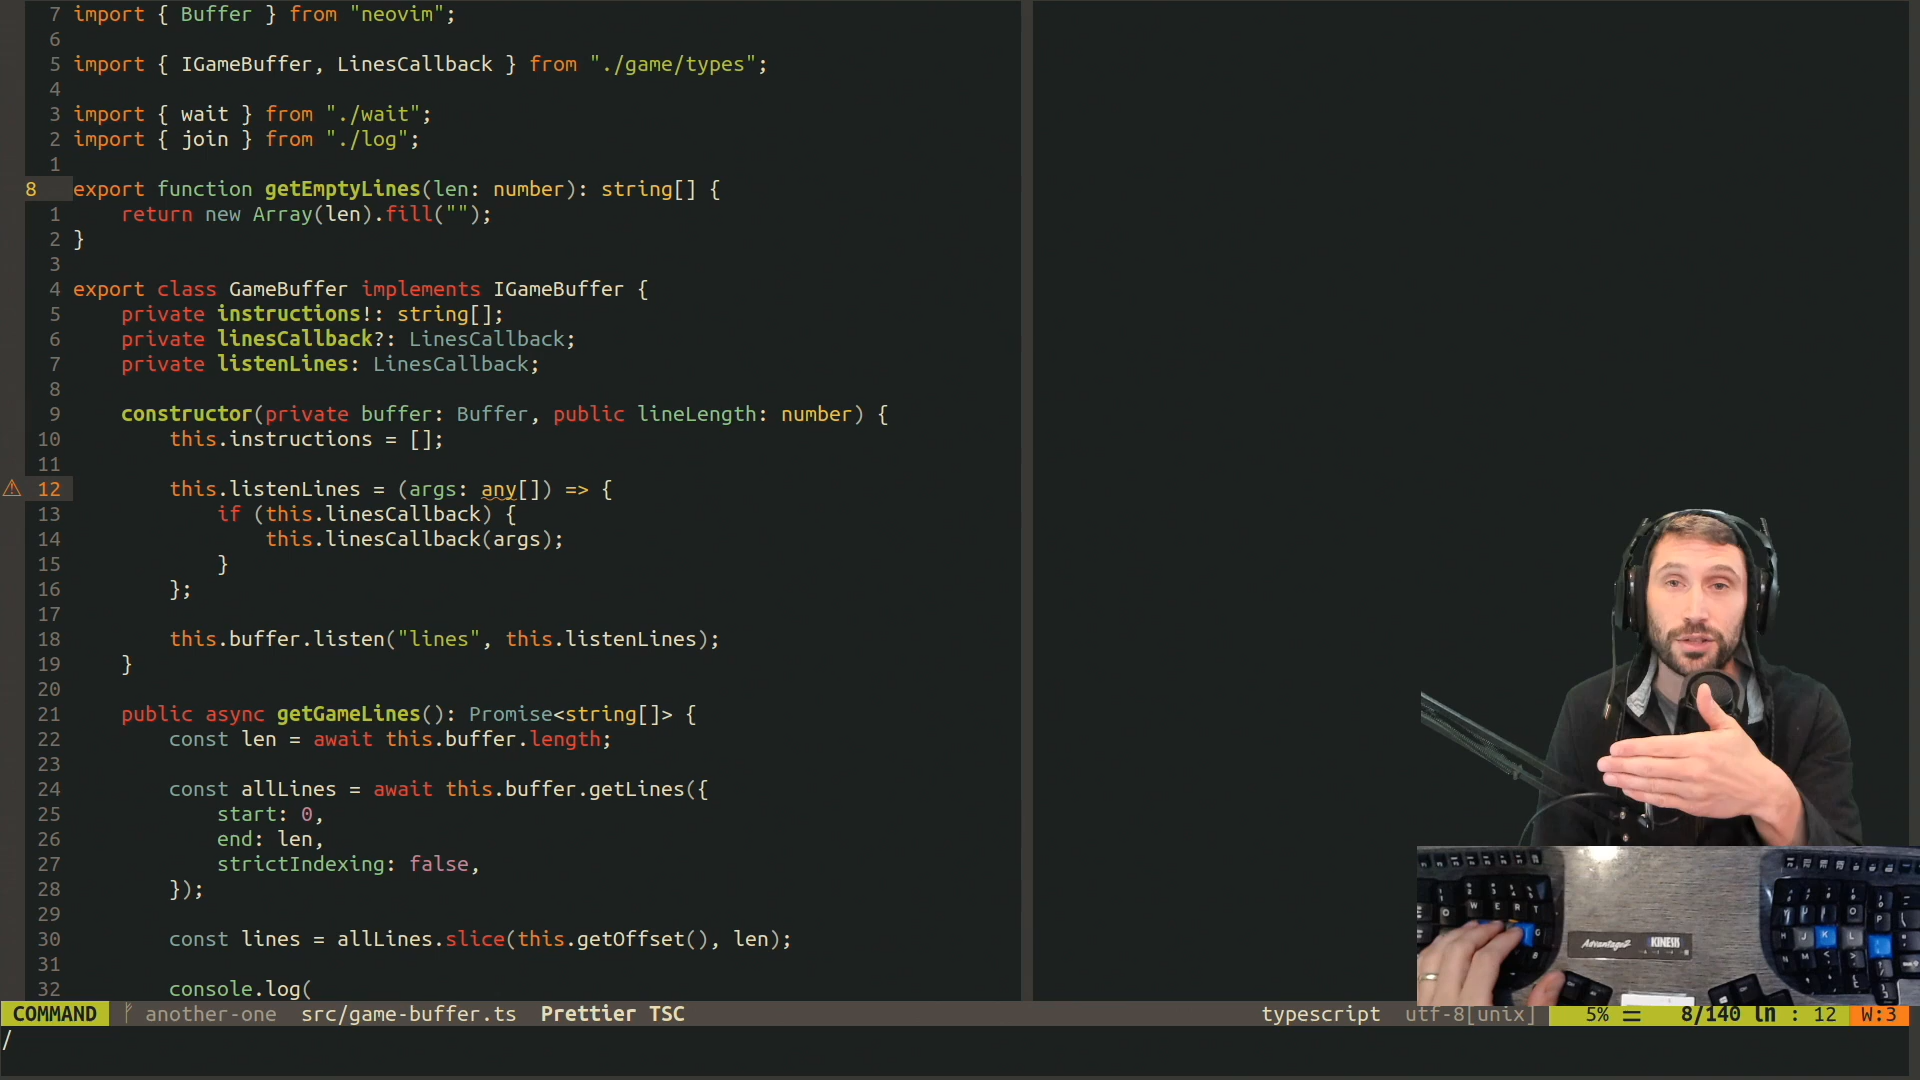 7 import { Buffer } from "neovim";
6
5 import { IGameBuffer, LinesCallback } from "./game/types";
4
3 import { wait } from "./wait";
2 import { join } from "./log";
1
8 export function getEmptyLines(len: number): string[] {
1     return new Array(len).fill("");
2 }
3
4 export class GameBuffer implements IGameBuffer {
5     private instructions!: string[];
6     private linesCallback?: LinesCallback;
7     private listenLines: LinesCallback;
8
9     constructor(private buffer: Buffer, public lineLength: number) {
10         this.instructions = [];
11
⚠ 12         this.listenLines = (args: any[]) => {
13             if (this.linesCallback) {
14                 this.linesCallback(args);
15             }
16         };
17
18         this.buffer.listen("lines", this.listenLines);
19     }
20
21     public async getGameLines(): Promise<string[]> {
22         const len = await this.buffer.length;
23
24         const allLines = await this.buffer.getLines({
25             start: 0,
26             end: len,
27             strictIndexing: false,
28         });
29
30         const lines = allLines.slice(this.getOffset(), len);
31
32         console.log(
Advantage2 KINESIS
COMMAND another-one src/game-buffer.ts Prettier TSC typescript utf-8[unix] 5% ☰ 8/140 ln : 12 W:3
/